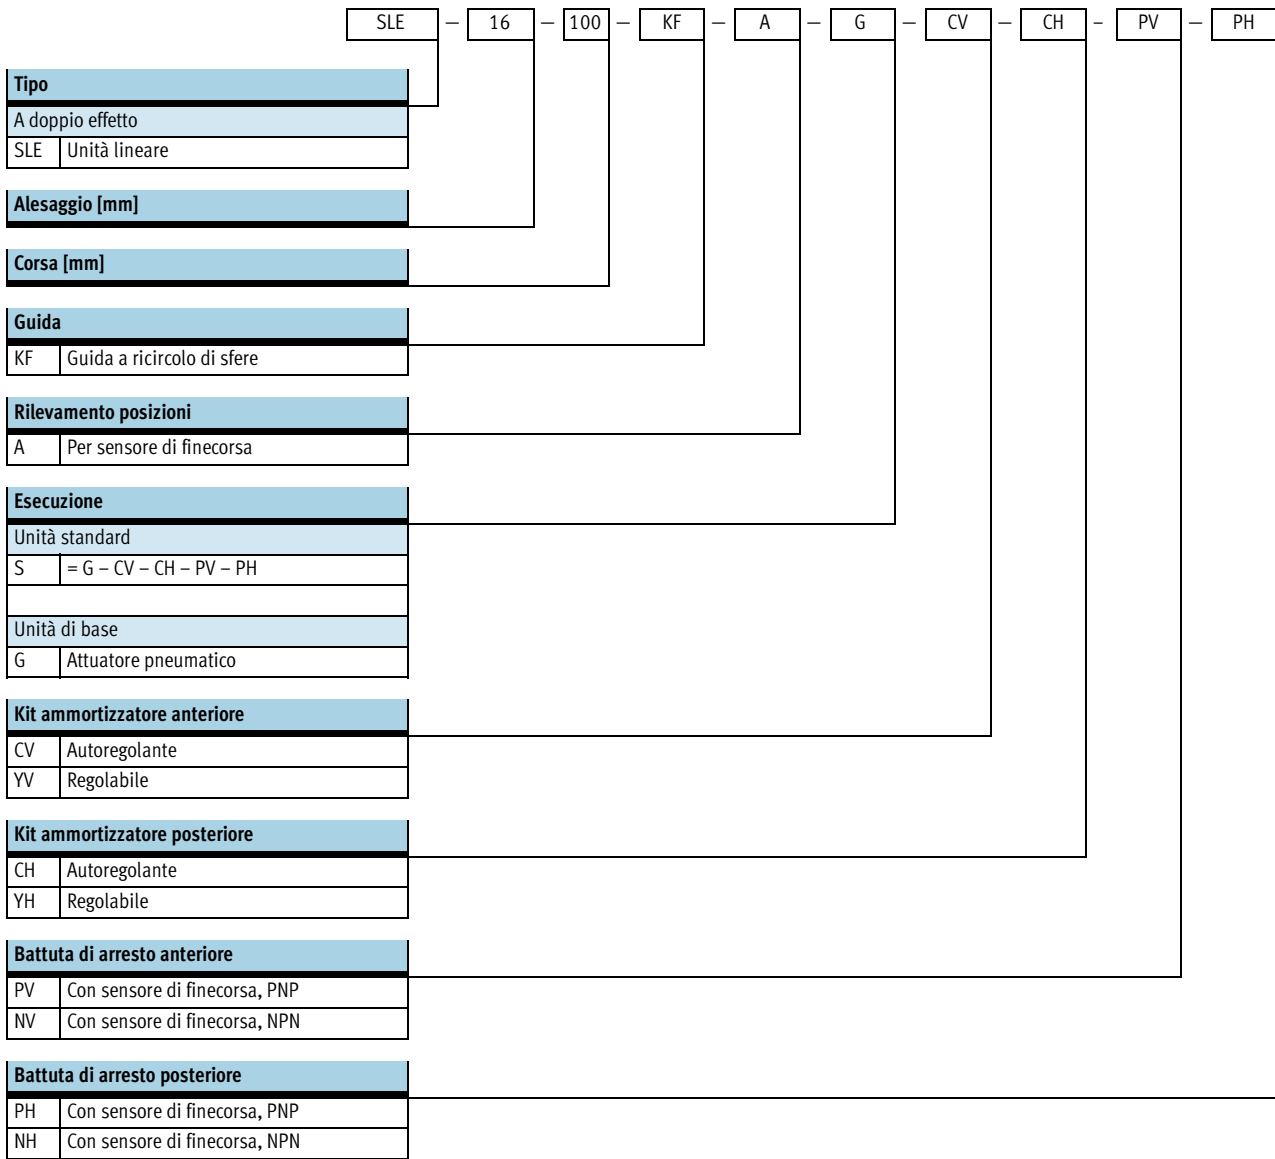 SLE – 16 – 100 – KF – A – G – CV – CH – PV – PH
Tipo
A doppio effetto
SLE Unità lineare
Alesaggio [mm]
Corsa [mm]
Guida
KF Guida a ricircolo di sfere
Rilevamento posizioni
A Per sensore di finecorsa
Esecuzione
Unità standard
S = G – CV – CH – PV – PH
Unità di base
G Attuatore pneumatico
Kit ammortizzatore anteriore
CV Autoregolante
YV Regolabile
Kit ammortizzatore posteriore
CH Autoregolante
YH Regolabile
Battuta di arresto anteriore
PV Con sensore di finecorsa, PNP
NV Con sensore di finecorsa, NPN
Battuta di arresto posteriore
PH Con sensore di finecorsa, PNP
NH Con sensore di finecorsa, NPN